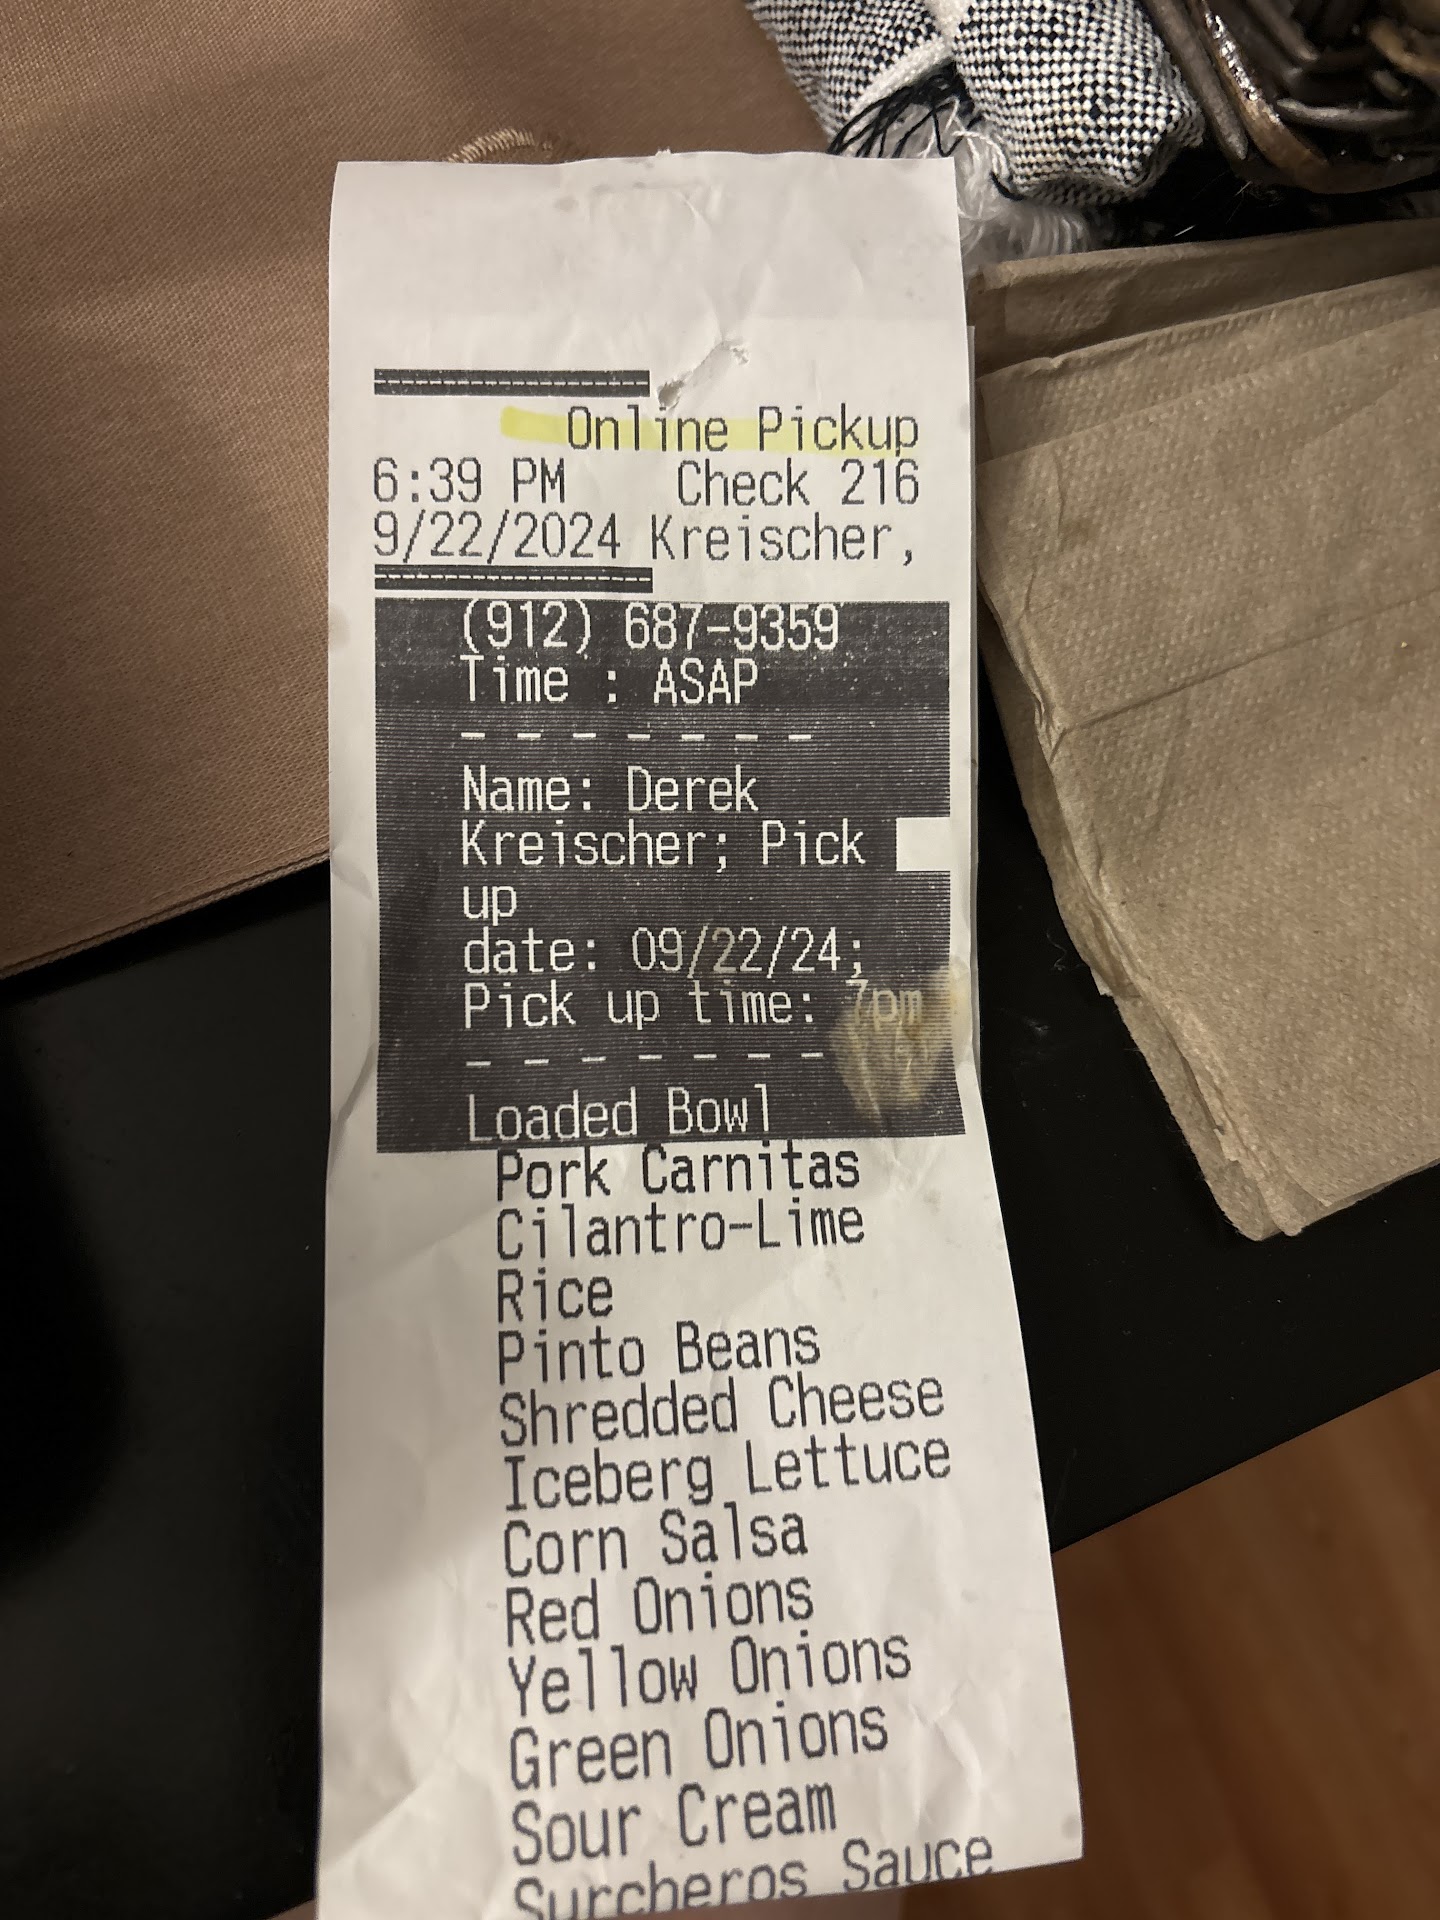 Online Pickup
6:39 PM Check 216
9/22/2024 Kreischer,
(912) 687-9359
Time : ASAP
- - - - - - -
Name: Derek
Kreischer; Pick
up
date: 09/22/24;
Pick up time: 7pm
- - - - - - -
Loaded Bowl
Pork Carnitas
Cilantro-Lime
Rice
Pinto Beans
Shredded Cheese
Iceberg Lettuce
Corn Salsa
Red Onions
Yellow Onions
Green Onions
Sour Cream
Surcheros Sauce